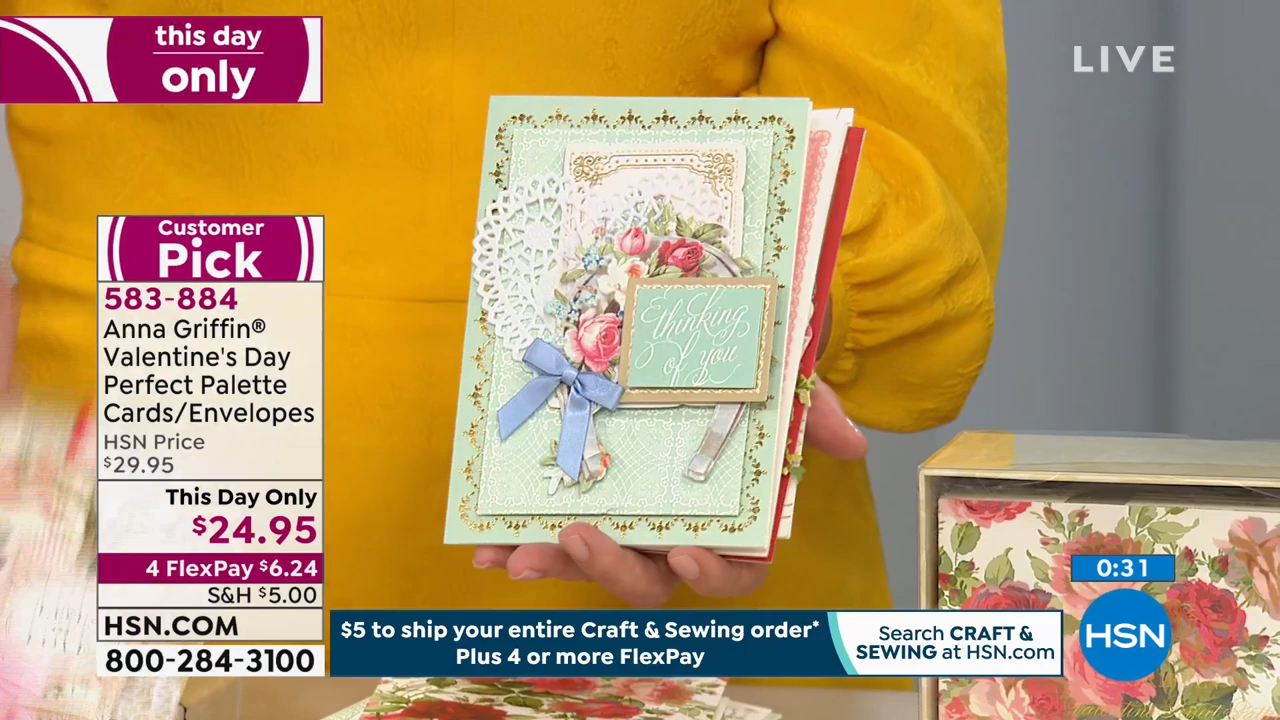 this day
only
LIVE
Customer
Pick
583-884
Anna Griffin®
Valentine's Day
Perfect Palette
Cards/Envelopes
HSN Price
$29.95
This Day Only
$24.95
4 FlexPay $6.24
S&H $5.00
HSN.COM
800-284-3100
thinking
of you
$5 to ship your entire Craft & Sewing order*
Plus 4 or more FlexPay
Search CRAFT &
SEWING at HSN.com
0:31
HSN